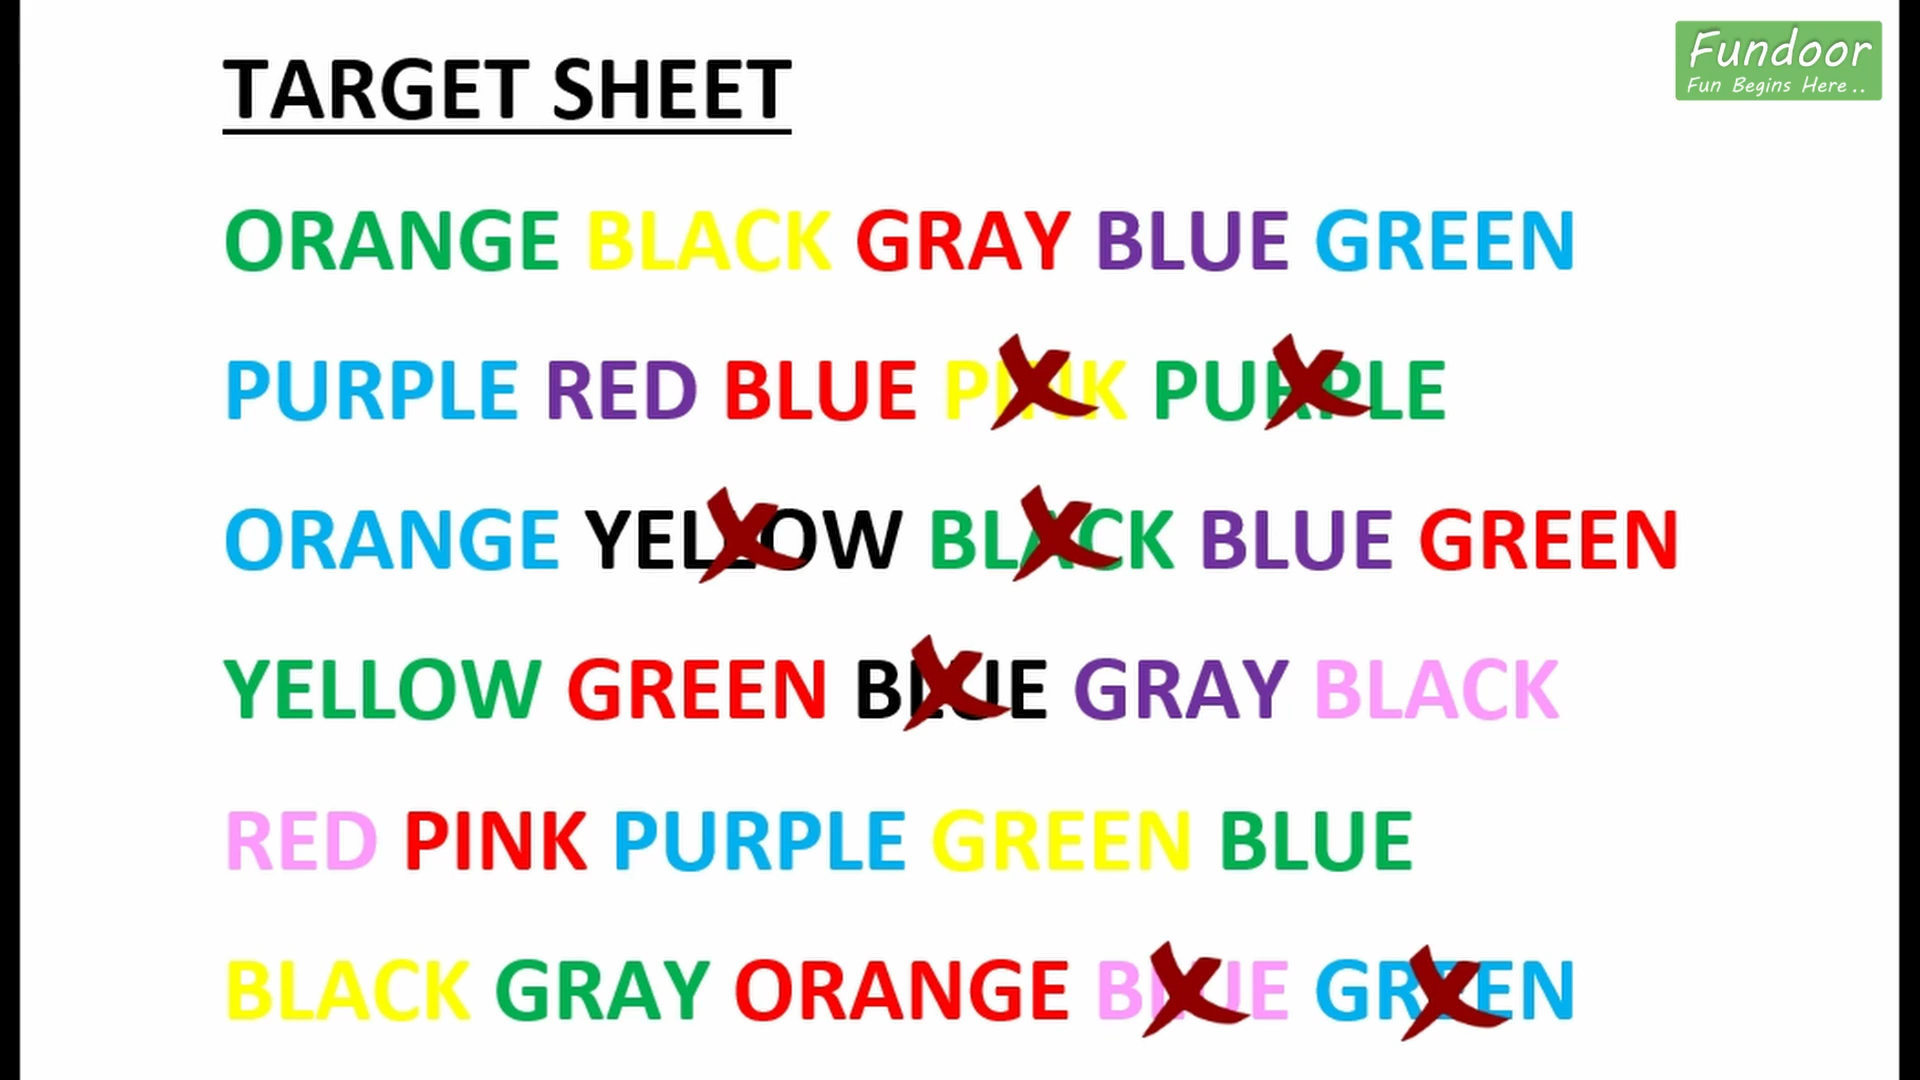 Fundoor
Fun Begins Here..
TARGET SHEET
ORANGE BLACK GRAY BLUE GREEN
PURPLE RED BLUE PINK PURPLE
ORANGE YELLOW BLACK BLUE GREEN
YELLOW GREEN BLUE GRAY BLACK
RED PINK PURPLE GREEN BLUE
BLACK GRAY ORANGE BLUE GREEN